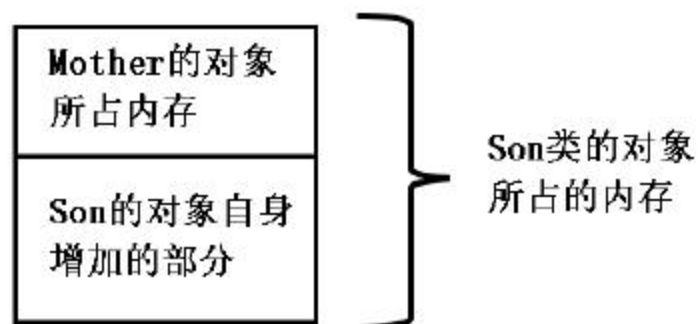 Mother的对象
所占内存
Son的对象自身
增加的部分
Son类的对象
所占的内存